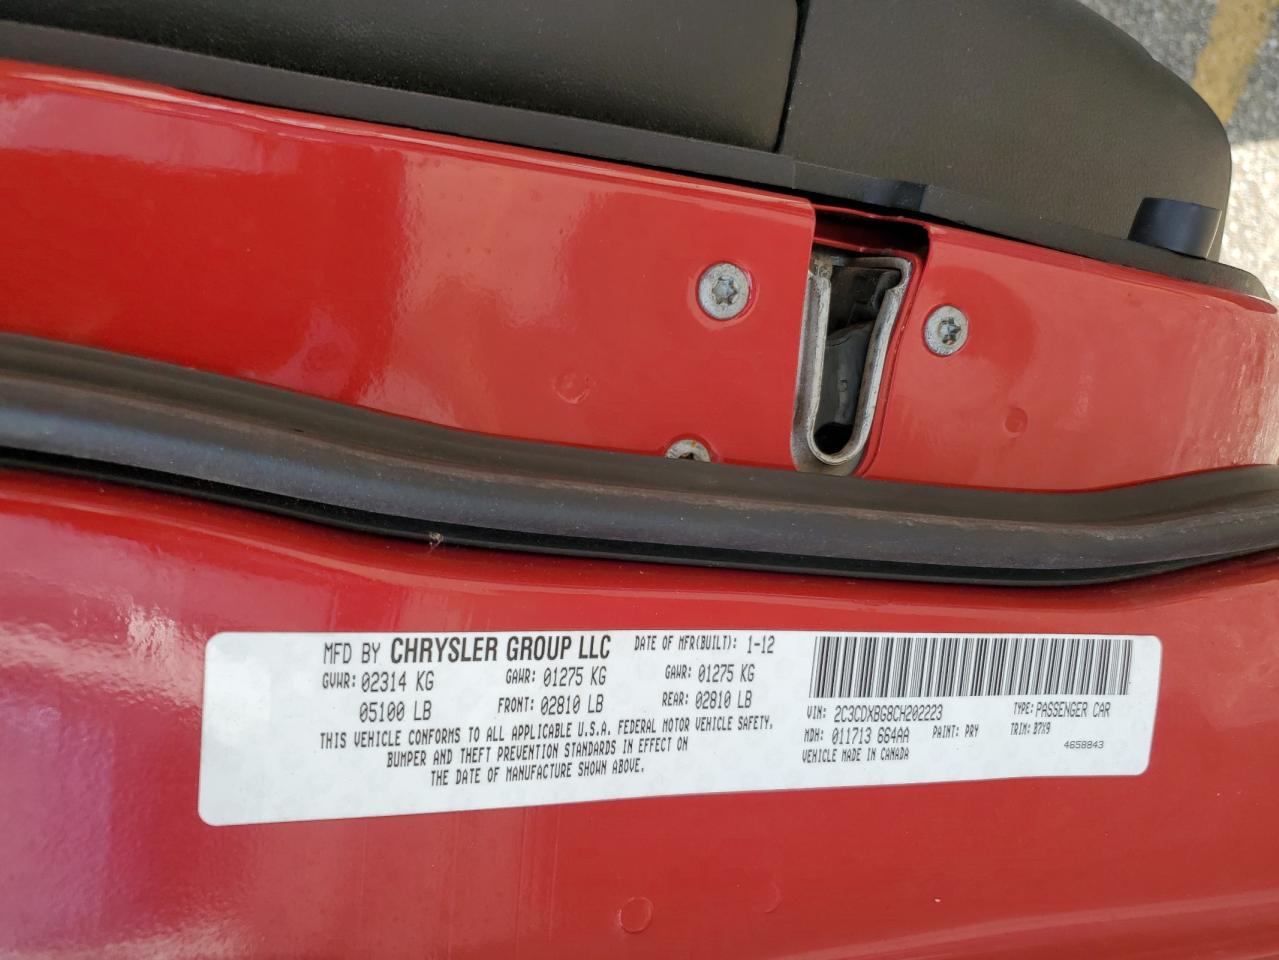 MFD BY CHRYSLER GROUP LLC DATE OF MFR(BUILT): 1-12
GVWR: 02314 KG GAWR: 01275 KG GAWR: 01275 KG
05100 LB FRONT: 02810 LB REAR: 02810 LB
THIS VEHICLE CONFORMS TO ALL APPLICABLE U.S.A. FEDERAL MOTOR VEHICLE SAFETY,
BUMPER AND THEFT PREVENTION STANDARDS IN EFFECT ON
THE DATE OF MANUFACTURE SHOWN ABOVE.
VIN: 2C3CDXBG8CH202223 TYPE: PASSENGER CAR
MDH: 011713 664AA PAINT: PRY TRIM: B7X9
VEHICLE MADE IN CANADA 4658843